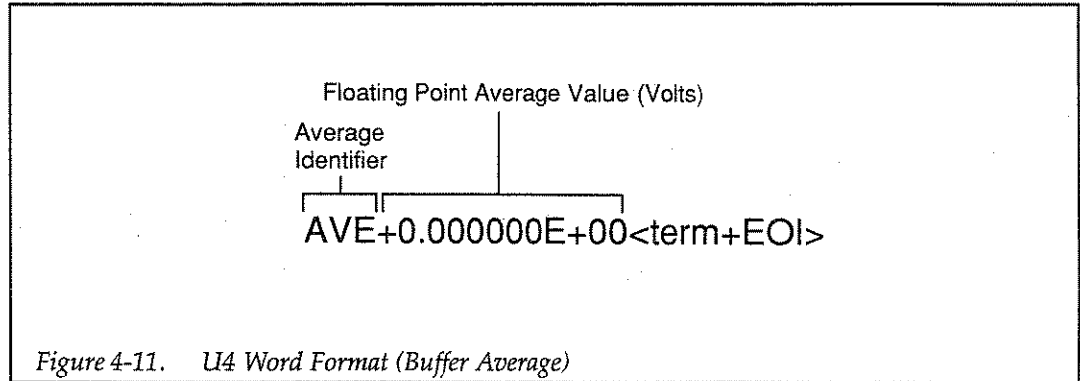 Floating Point Average Value (Volts)
Average
Identifier
AVE+0.000000E+00<term+EOI>
Figure 4-11. U4 Word Format (Buffer Average)